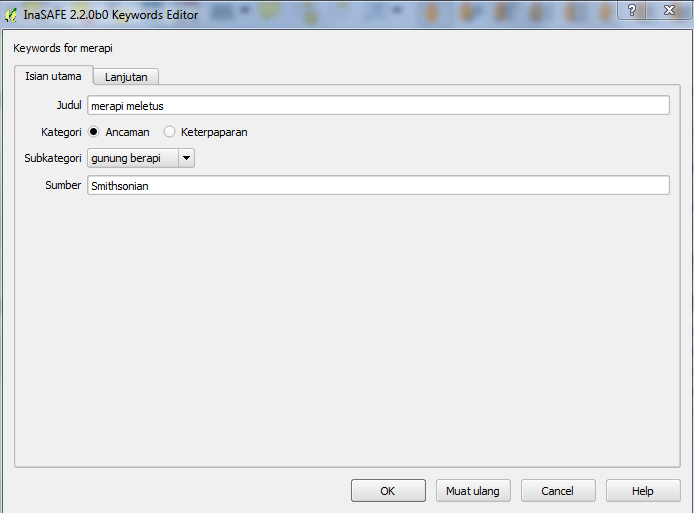 InaSAFE 2.2.0b0 Keywords Editor
Keywords for merapi
Isian utama Lanjutan
Judul merapi meletus
Kategori Ancaman Keterpaparan
Subkategori gunung berapi
Sumber Smithsonian
OK Muat ulang Cancel Help